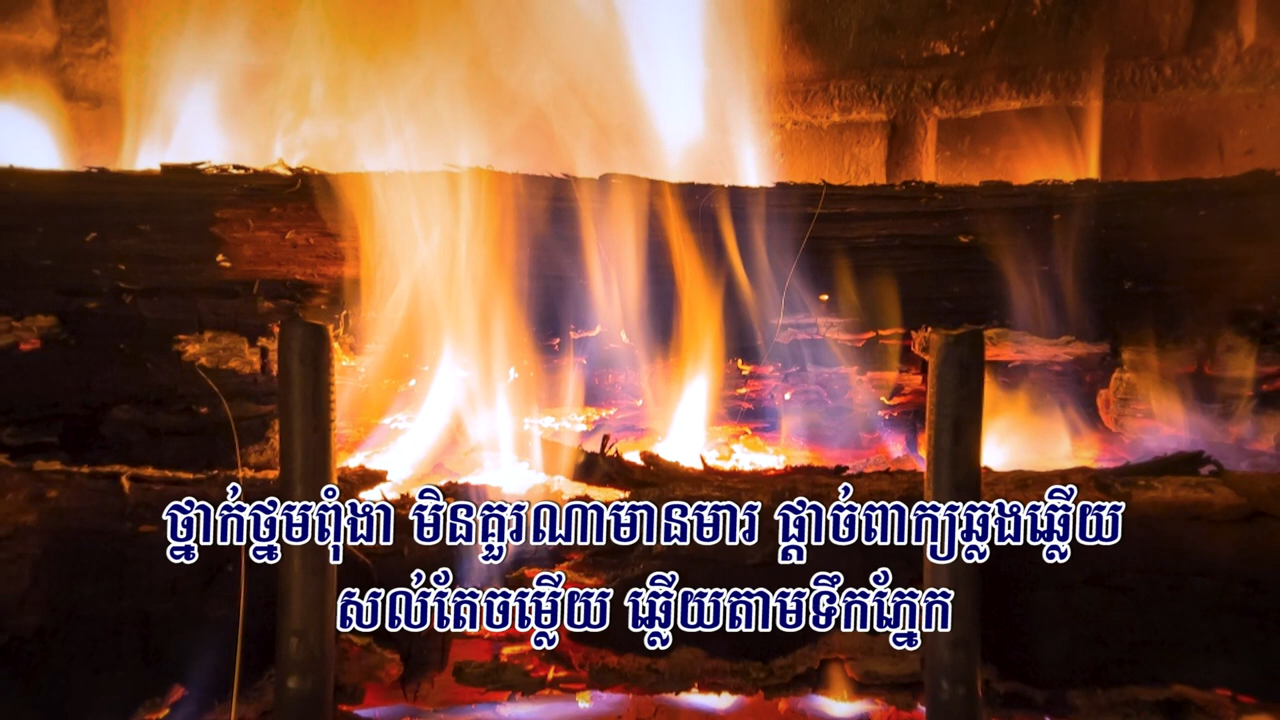 ថ្នាក់ថ្នមពុំងា មិនគួរណាមានមារ ផ្ដាច់ពាក្យឆ្លងឆ្លើយ
សល់តែចម្លើយ ឆ្លើយតាមទឹកភ្នែក